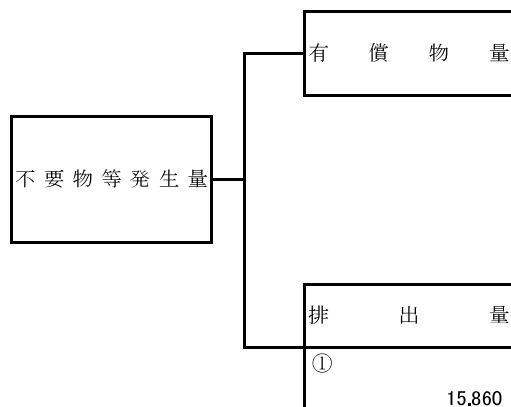 有償物量
不要物等発生量
排出量
①
15,860